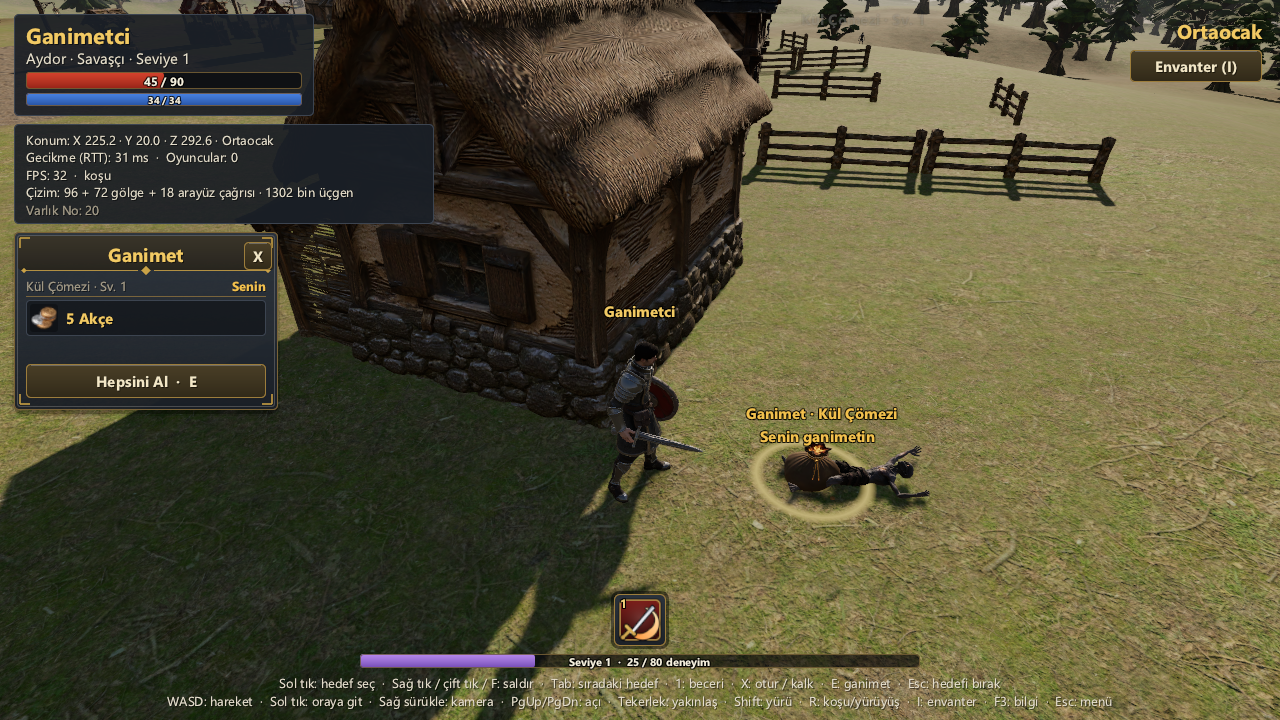 Ganimetci
Aydor · Savaşçı · Seviye 1
45 / 90
34 / 34
Ortaocak
Envanter (I)
Konum: X 225.2 · Y 20.0 · Z 292.6 · Ortaocak
Gecikme (RTT): 31 ms · Oyuncular: 0
FPS: 32 · koşu
Çizim: 96 + 72 gölge + 18 arayüz çağrısı · 1302 bin üçgen
Varlık No: 20
Ganimet
X
Kül Çömezi · Sv. 1
Senin
5 Akçe
Hepsini Al · E
Ganimetci
Ganimet · Kül Çömezi
Senin ganimetin
1
Seviye 1 · 25 / 80 deneyim
Sol tık: hedef seç · Sağ tık / çift tık / F: saldır · Tab: sıradaki hedef · 1: beceri · X: otur / kalk · E: ganimet · Esc: hedefi bırak
WASD: hareket · Sol tık: oraya git · Sağ sürükle: kamera · PgUp/PgDn: açı · Tekerlek: yakınlaş · Shift: yürü · R: koşu/yürüyüş · I: envanter · F3: bilgi · Esc: menü